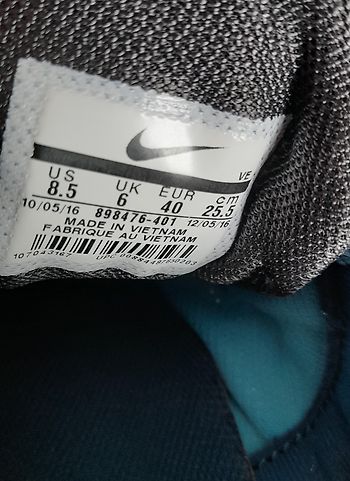 VE
US UK EUR cm
8.5 6 40 25.5
10/05/16 898476-401 12/05/16
MADE IN VIETNAM
FABRIQUE AU VIETNAM